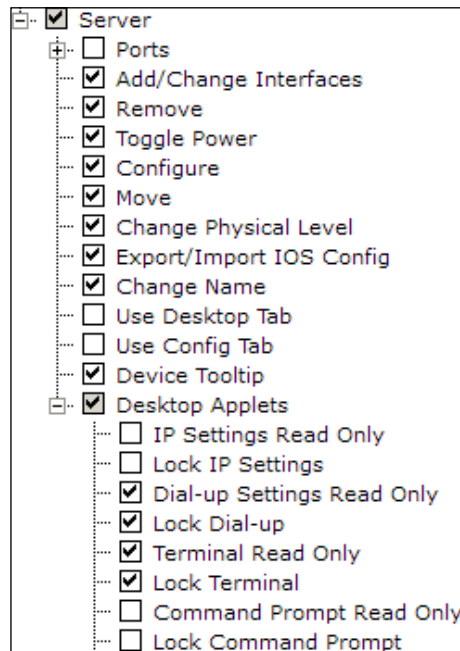 Server
Ports
Add/Change Interfaces
Remove
Toggle Power
Configure
Move
Change Physical Level
Export/Import IOS Config
Change Name
Use Desktop Tab
Use Config Tab
Device Tooltip
Desktop Applets
IP Settings Read Only
Lock IP Settings
Dial-up Settings Read Only
Lock Dial-up
Terminal Read Only
Lock Terminal
Command Prompt Read Only
Lock Command Prompt